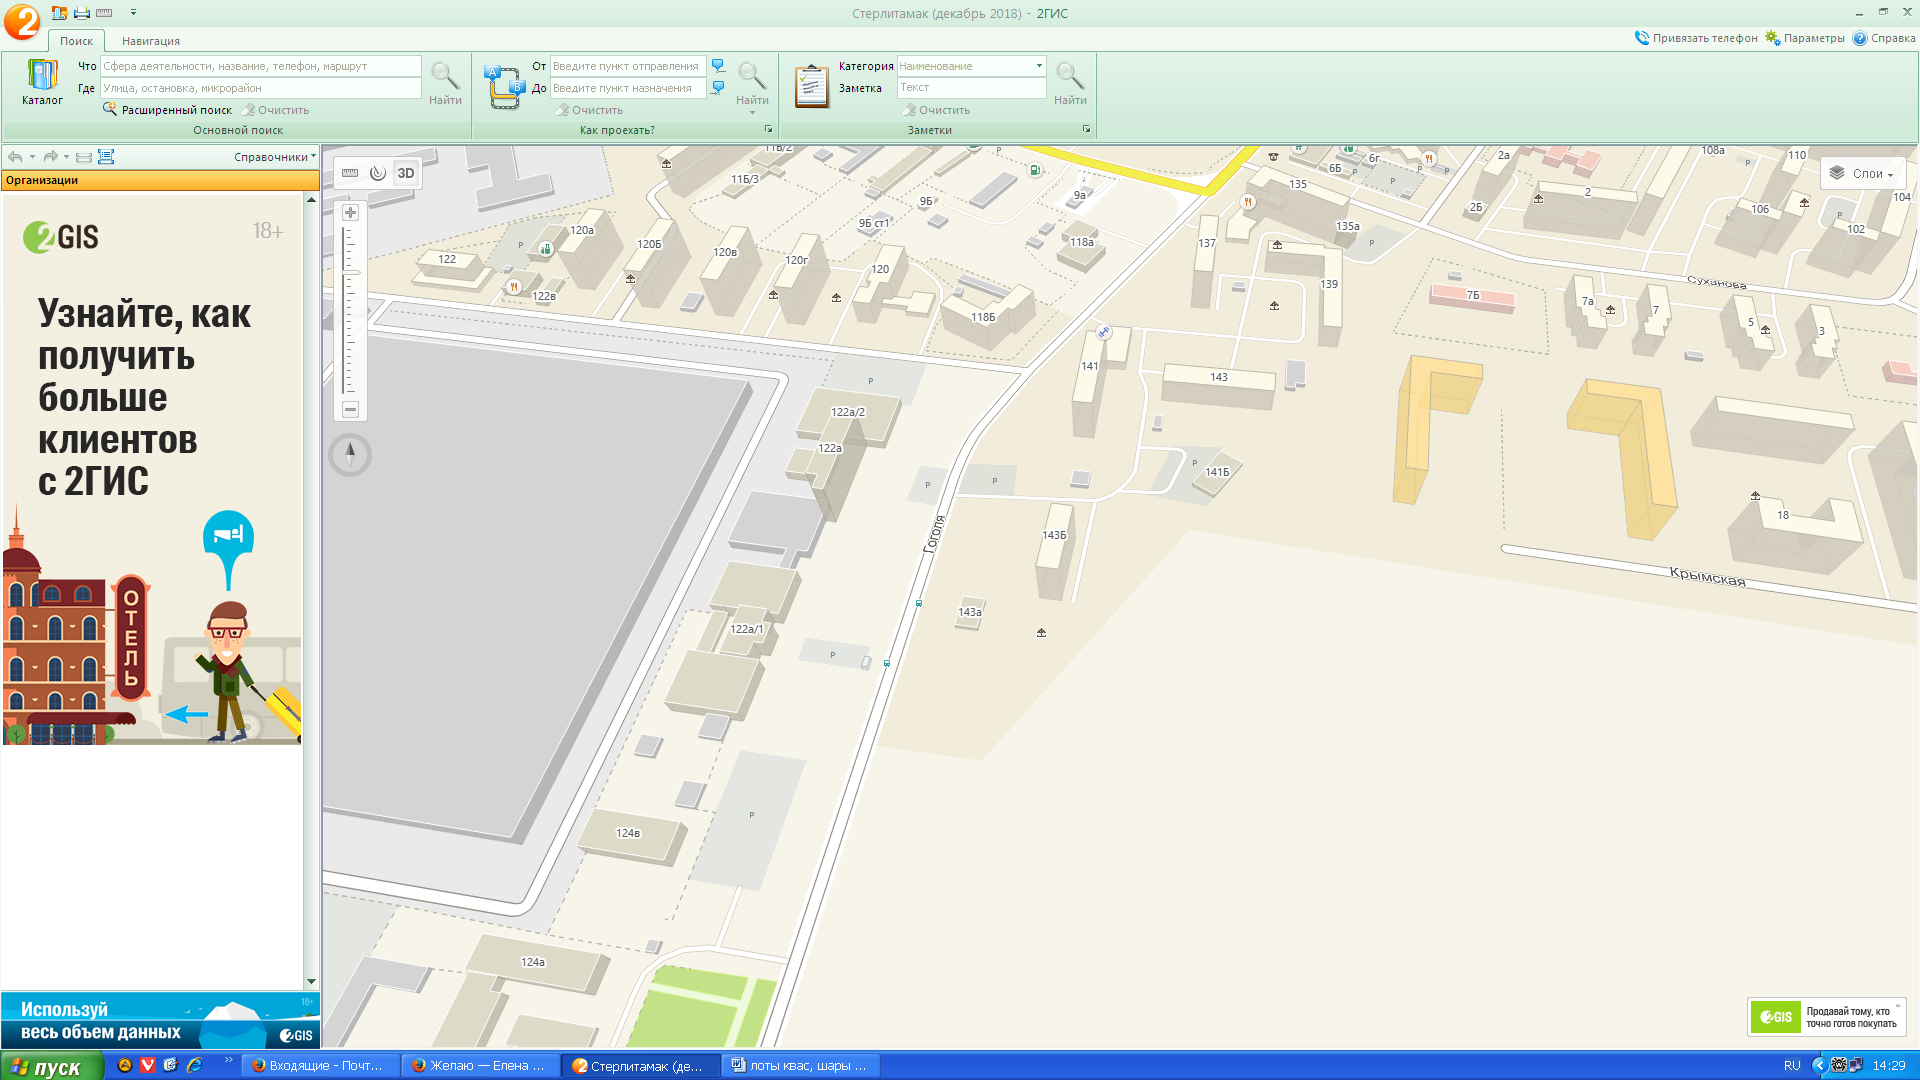 Стерлитамак (декабрь 2018) - 2ГИС
Поиск
Навигация
Привязать телефон
Параметры
Справка
Каталог
Что
Сфера деятельности, название, телефон, маршрут
Где
Улица, остановка, микрорайон
Расширенный поиск
Очистить
Найти
Основной поиск
От
Введите пункт отправления
До
Введите пункт назначения
Очистить
Найти
Как проехать?
Категория
Наименование
Заметка
Текст
Очистить
Найти
Заметки
Справочники
Организации
2GIS
18+
Узнайте, как
получить
больше
клиентов
с 2ГИС
ОТЕЛЬ
Используй
весь объем данных
18+
2GIS
3D
Слои
11Б/2
11Б/3
9Б
9Б ст1
9а
118а
135
6Б
6г
2а
2
2Б
108а
110
104
106
102
137
135а
139
122
120а
120Б
120в
120г
120
122в
118Б
Суханова
7Б
7а
7
5
3
141
143
P
122а/2
122а
141Б
P
P
P
Гоголя
143Б
18
Крымская
143а
122а/1
P
P
124в
124а
2GIS
Продавай тому, кто
точно готов покупать
пуск
Входящие - Почт...
Желаю — Елена ...
Стерлитамак (де...
лоты квас, шары ...
RU
14:29